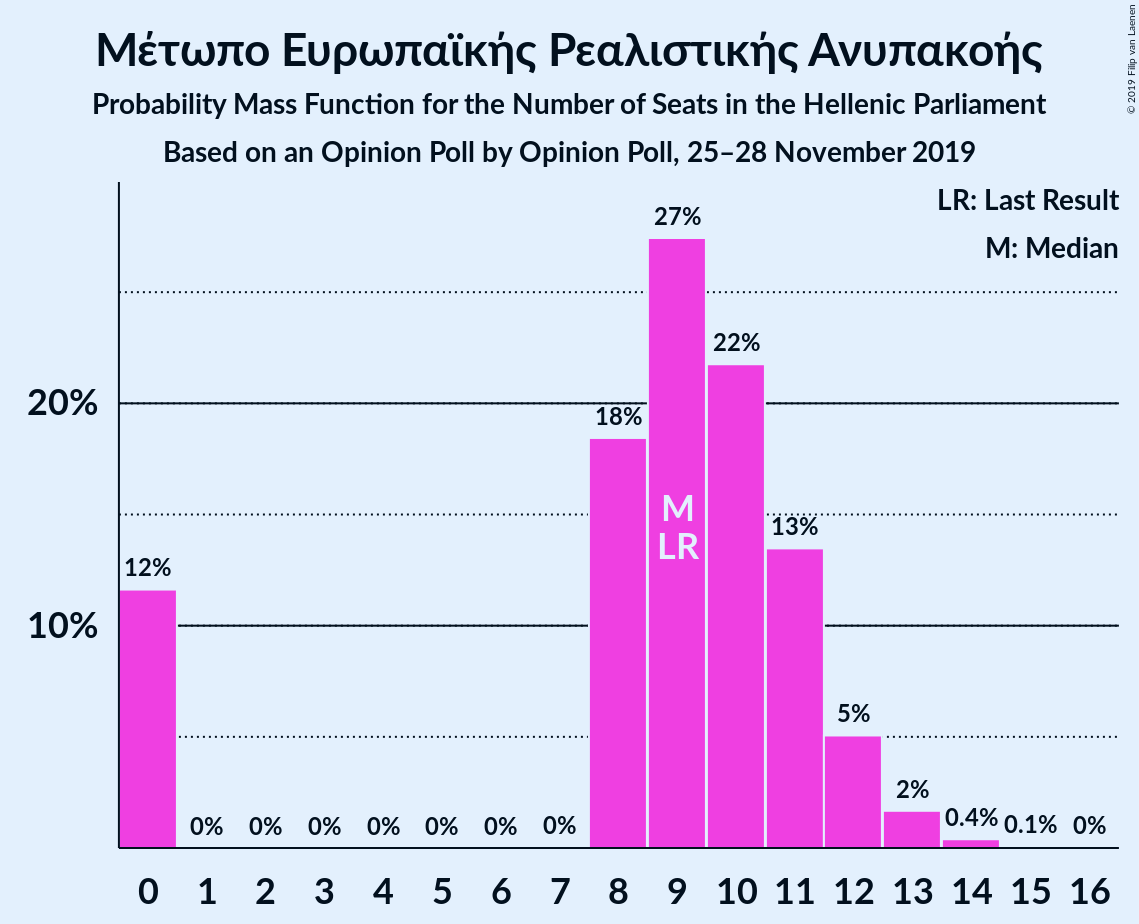 Μέτωπο Ευρωπαϊκής Ρεαλιστικής Ανυπακοής
Probability Mass Function for the Number of Seats in the Hellenic Parliament
Based on an Opinion Poll by Opinion Poll, 25–28 November 2019
© 2019 Filip van Laenen
LR: Last Result
M: Median
27%
22%
20%
18%
M
LR
13%
12%
10%
5%
2%
0% 0% 0% 0% 0% 0% 0% 0.4% 0.1% 0%
0 1 2 3 4 5 6 7 8 9 10 11 12 13 14 15 16